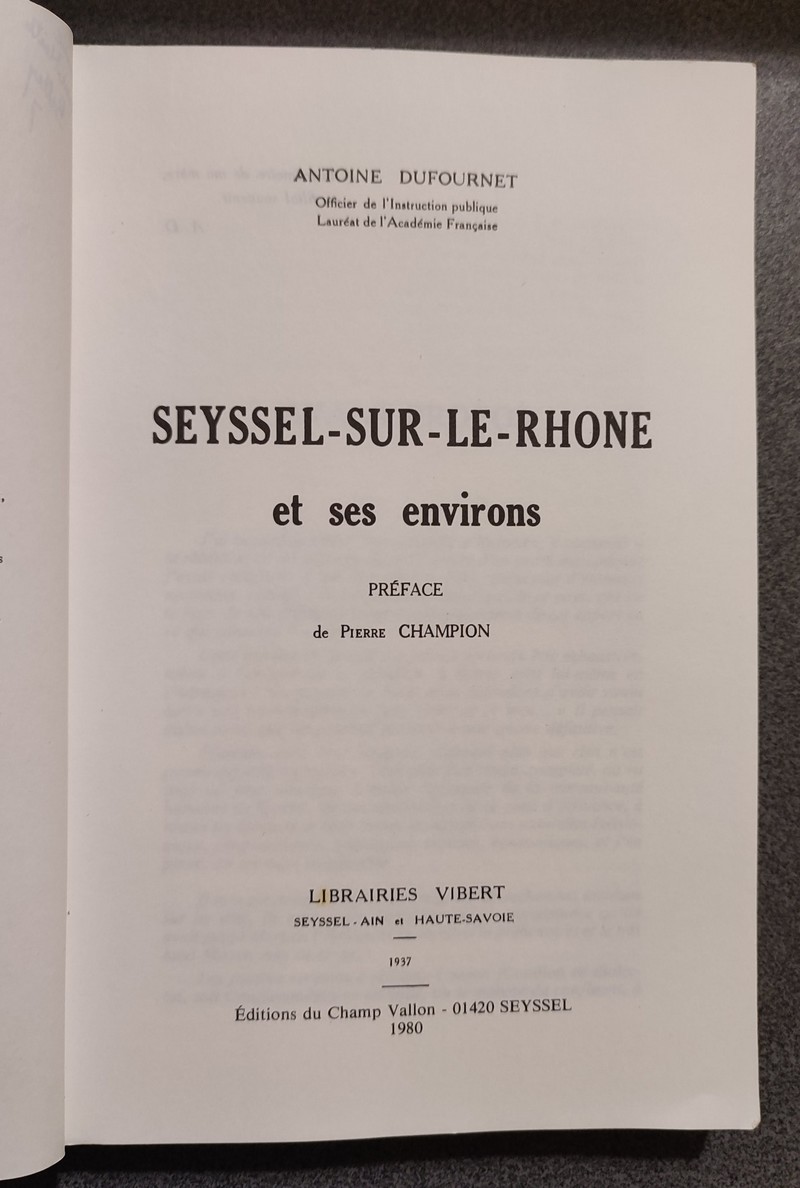 ANTOINE DUFOURNET
Officier de l'Instruction publique
Lauréat de l'Académie Française
SEYSSEL-SUR-LE-RHONE
et ses environs
PRÉFACE
de PIERRE CHAMPION
LIBRAIRIES VIBERT
SEYSSEL - AIN et HAUTE-SAVOIE
1937
Éditions du Champ Vallon - 01420 SEYSSEL
1980